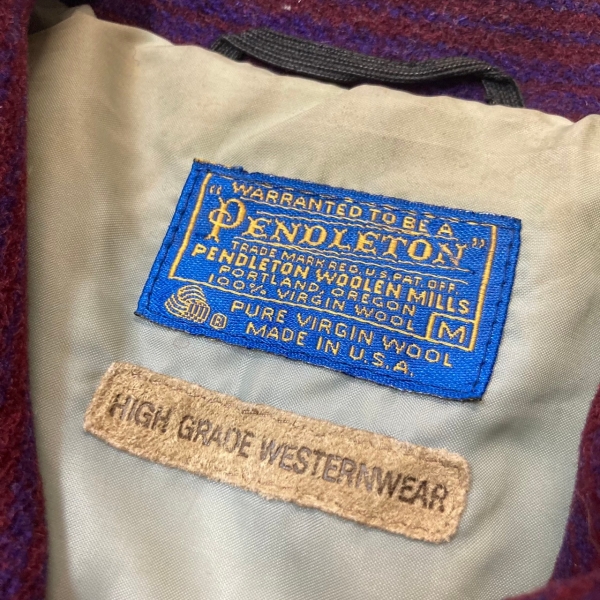 WARRANTED TO BE A
"PENDLETON"
TRADE MARK REG. U.S. PAT. OFF.
PENDLETON WOOLEN MILLS
PORTLAND, OREGON
100% VIRGIN WOOL
M
® PURE VIRGIN WOOL
MADE IN U.S.A.
HIGH GRADE WESTERNWEAR